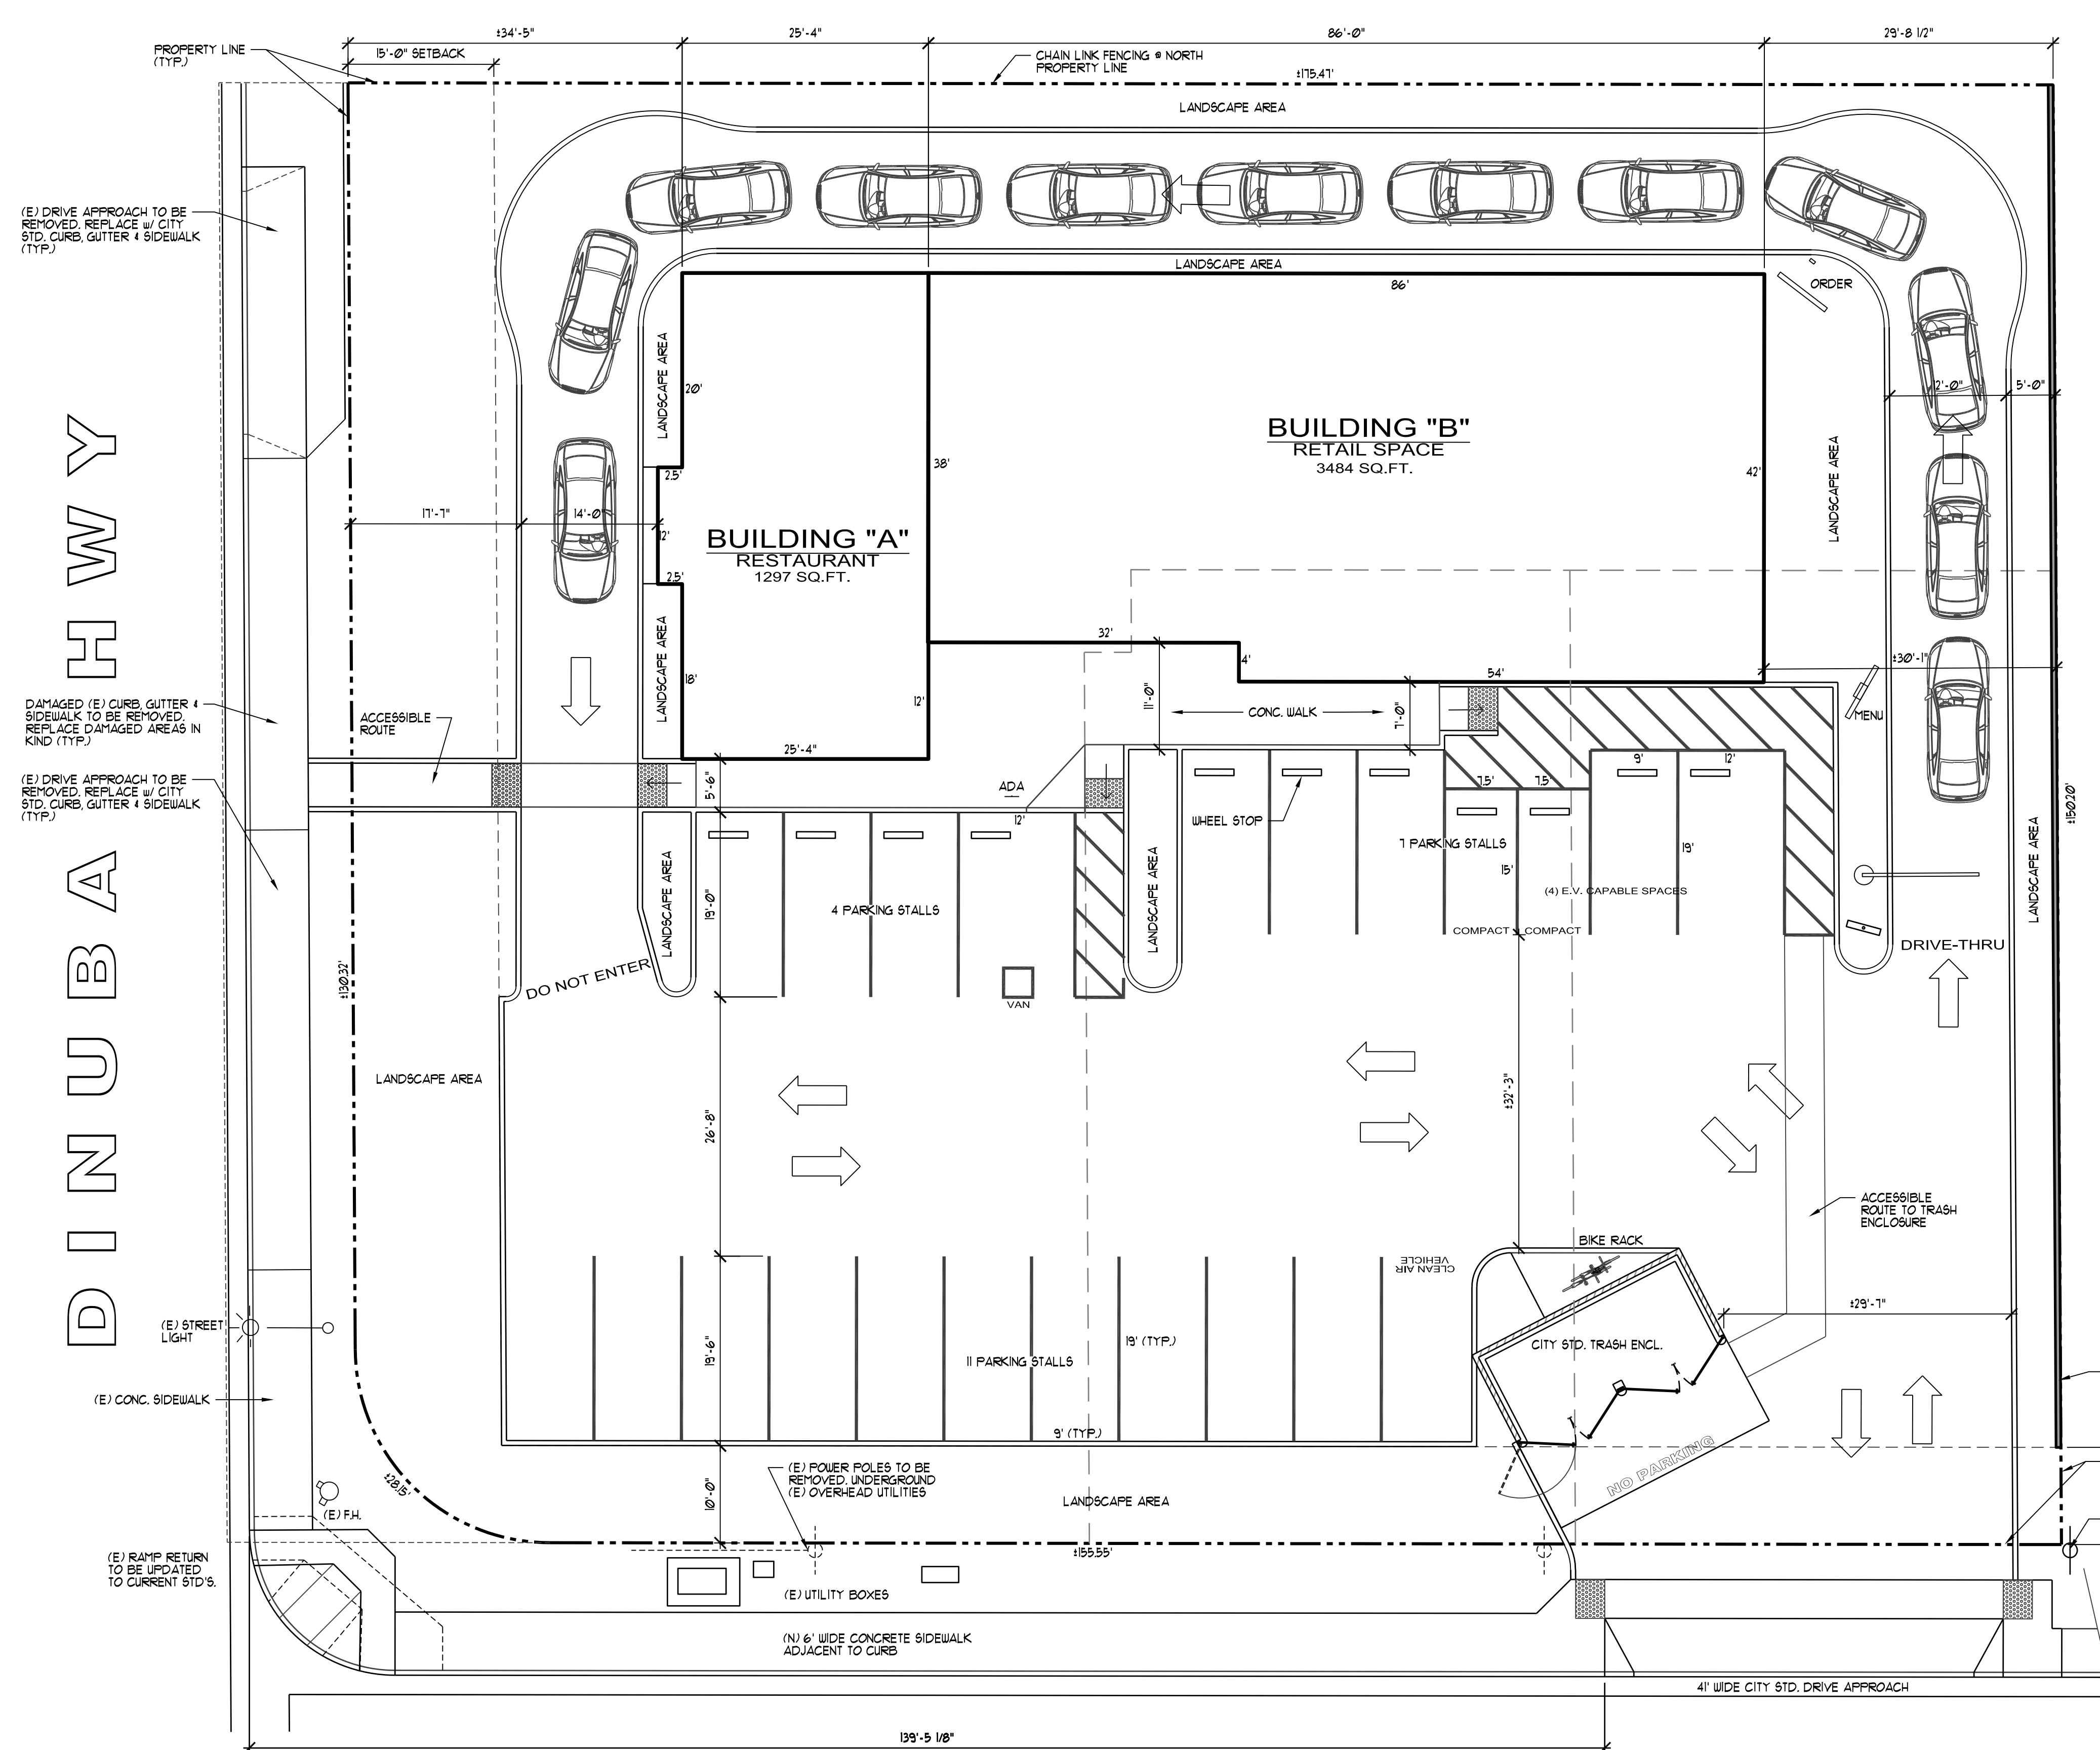 ±34'-5"
25'-4"
86'-0"
29'-8 1/2"
PROPERTY LINE
(TYP.)
15'-0" SETBACK
CHAIN LINK FENCING @ NORTH
PROPERTY LINE
±175.47'
LANDSCAPE AREA
(E) DRIVE APPROACH TO BE
REMOVED. REPLACE w/ CITY
STD. CURB, GUTTER & SIDEWALK
(TYP.)
LANDSCAPE AREA
86'
ORDER
LANDSCAPE AREA
20'
2'-0"
5'-0"
BUILDING "B"
RETAIL SPACE
3484 SQ.FT.
38'
42'
LANDSCAPE AREA
2.5'
17'-7"
14'-0"
12'
BUILDING "A"
RESTAURANT
1297 SQ.FT.
2.5'
DINUBA HWY
LANDSCAPE AREA
18'
12'
32'
4'
54'
±30'-1"
11'-0"
CONC. WALK
7'-0"
MENU
DAMAGED (E) CURB, GUTTER &
SIDEWALK TO BE REMOVED.
REPLACE DAMAGED AREAS IN
KIND (TYP.)
ACCESSIBLE
ROUTE
25'-4"
5'-6"
(E) DRIVE APPROACH TO BE
REMOVED. REPLACE w/ CITY
STD. CURB, GUTTER & SIDEWALK
(TYP.)
ADA
12'
WHEEL STOP
7.5'
7.5'
9'
12'
7 PARKING STALLS
19'
15'
(4) E.V. CAPABLE SPACES
±150.20'
LANDSCAPE AREA
LANDSCAPE AREA
19'-0"
4 PARKING STALLS
LANDSCAPE AREA
COMPACT
COMPACT
DRIVE-THRU
DO NOT ENTER
VAN
±130.32'
LANDSCAPE AREA
26'-8"
±32'-3"
ACCESSIBLE
ROUTE TO TRASH
ENCLOSURE
BIKE RACK
CLEAN AIR
VEHICLE
±29'-7"
(E) STREET
LIGHT
19'-6"
11 PARKING STALLS
19' (TYP.)
CITY STD. TRASH ENCL.
(E) CONC. SIDEWALK
9' (TYP.)
NO PARKING
±28.15'
(E) F.H.
10'-0"
(E) POWER POLES TO BE
REMOVED. UNDERGROUND
(E) OVERHEAD UTILITIES
LANDSCAPE AREA
±155.55'
(E) RAMP RETURN
TO BE UPDATED
TO CURRENT STD'S.
(E) UTILITY BOXES
(N) 6' WIDE CONCRETE SIDEWALK
ADJACENT TO CURB
41' WIDE CITY STD. DRIVE APPROACH
139'-5 1/8"